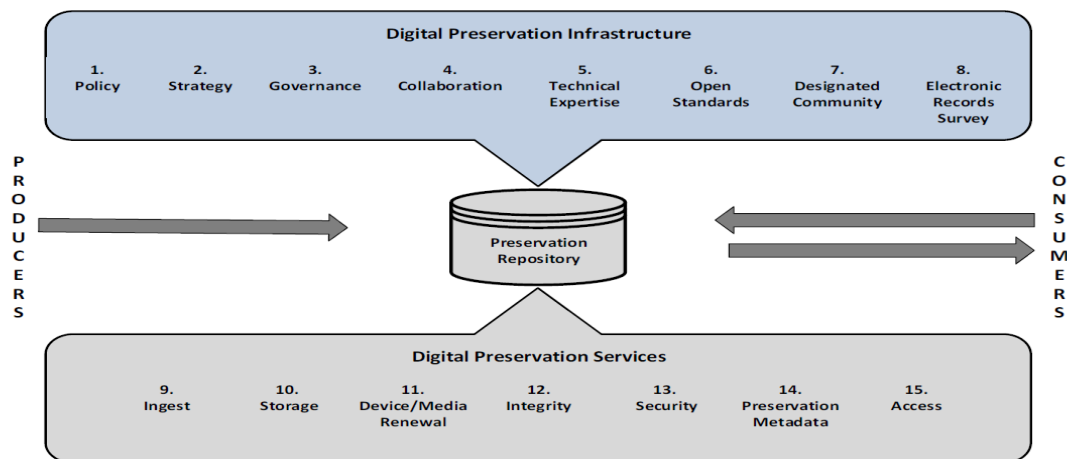 Digital Preservation Infrastructure
1.
Policy
2.
Strategy
3.
Governance
4.
Collaboration
5.
Technical
Expertise
6.
Open
Standards
7.
Designated
Community
8.
Electronic
Records
Survey
PRODUCERS
Preservation
Repository
CONSUMERS
Digital Preservation Services
9.
Ingest
10.
Storage
11.
Device/Media
Renewal
12.
Integrity
13.
Security
14.
Preservation
Metadata
15.
Access